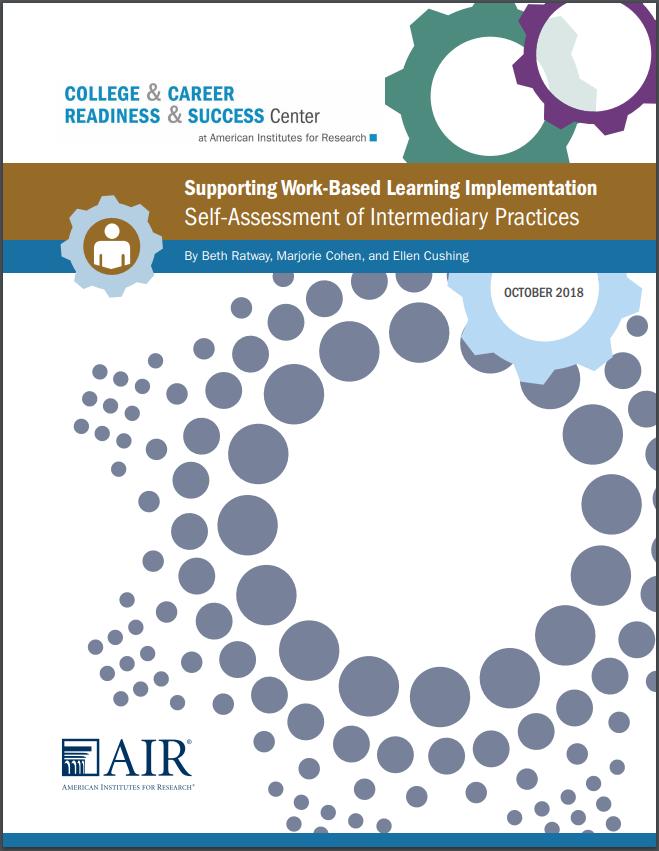 COLLEGE & CAREER
READINESS & SUCCESS Center
at American Institutes for Research
Supporting Work-Based Learning Implementation
Self-Assessment of Intermediary Practices
By Beth Ratway, Marjorie Cohen, and Ellen Cushing
OCTOBER 2018
AIR®
AMERICAN INSTITUTES FOR RESEARCH®